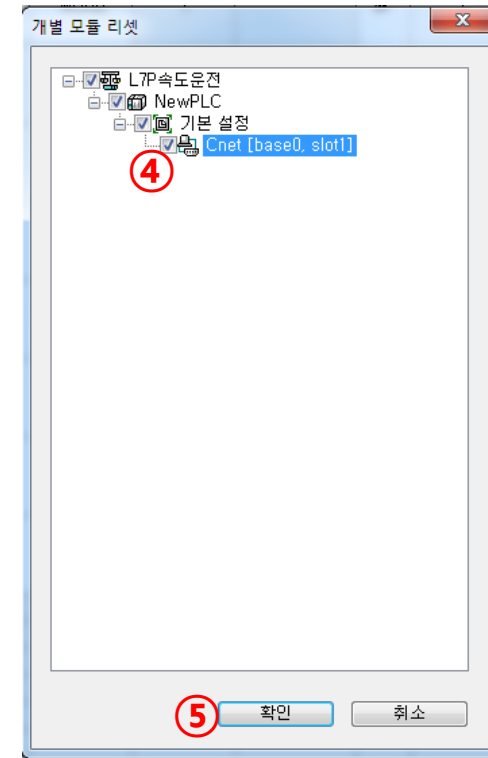 개별 모듈 리셋
L7P속도운전
NewPLC
기본 설정
Cnet [base0, slot1]
④
⑤ 확인 취소